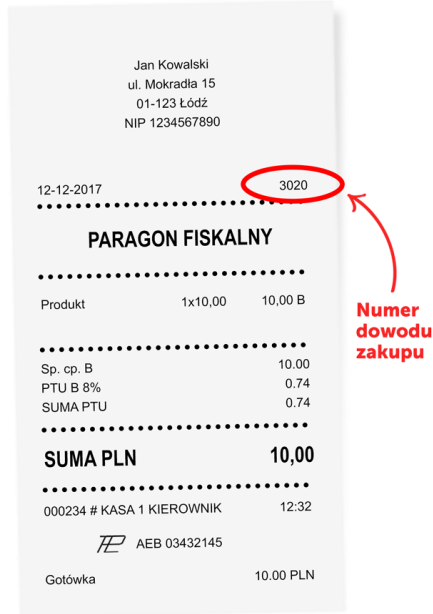 Jan Kowalski
ul. Mokradła 15
01-123 Łódź
NIP 1234567890
12-12-2017 3020
PARAGON FISKALNY
Produkt 1x10,00 10,00 B
Numer
dowodu
zakupu
Sp. cp. B 10.00
PTU B 8% 0.74
SUMA PTU 0.74
SUMA PLN 10,00
000234 # KASA 1 KIEROWNIK 12:32
AEB 03432145
Gotówka 10.00 PLN